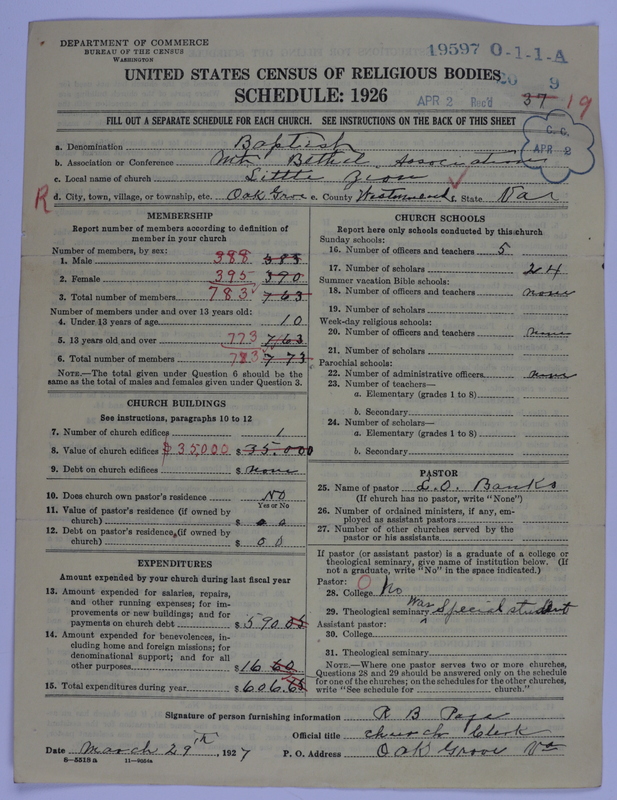 DEPARTMENT OF COMMERCE
BUREAU OF THE CENSUS
WASHINGTON
19597 0-1-1-A
UNITED STATES CENSUS OF RELIGIOUS BODIES
20 9
SCHEDULE: 1926
APR 2 Rec'd 37 19
FILL OUT A SEPARATE SCHEDULE FOR EACH CHURCH. SEE INSTRUCTIONS ON THE BACK OF THIS SHEET
C. C.
APR 2
a. Denomination Baptist
b. Association or Conference Mt. Bethel Association
c. Local name of church Little Zion
R d. City, town, village, or township, etc. Oak Grove e. County Westmoreland f. State Va
MEMBERSHIP
Report number of members according to definition of
member in your church
Number of members, by sex:
1. Male 388 383
2. Female 395 390
3. Total number of members 783 763
Number of members under and over 13 years old:
4. Under 13 years of age 10
5. 13 years old and over 773 763
6. Total number of members 783 773
NOTE.—The total given under Question 6 should be the
same as the total of males and females given under Question 3.
CHURCH BUILDINGS
See instructions, paragraphs 10 to 12
7. Number of church edifices 1
8. Value of church edifices $35,000 $ 35.000
9. Debt on church edifices $ none
10. Does church own pastor's residence NO
Yes or No
11. Value of pastor's residence (if owned by
church) $ 00
12. Debt on pastor's residence (if owned by
church) $ 00
EXPENDITURES
Amount expended by your church during last fiscal year
13. Amount expended for salaries, repairs,
and other running expenses; for im-
provements or new buildings; and for
payments on church debt $ 590.05
14. Amount expended for benevolences, in-
cluding home and foreign missions; for
denominational support; and for all
other purposes $ 16.60
15. Total expenditures during year $ 606.65
CHURCH SCHOOLS
Report here only schools conducted by this church
Sunday schools:
16. Number of officers and teachers 5
17. Number of scholars 24
Summer vacation Bible schools:
18. Number of officers and teachers none
19. Number of scholars
Week-day religious schools:
20. Number of officers and teachers none
21. Number of scholars
Parochial schools:
22. Number of administrative officers none
23. Number of teachers—
a. Elementary (grades 1 to 8)
b. Secondary
24. Number of scholars—
a. Elementary (grades 1 to 8)
b. Secondary
PASTOR
25. Name of pastor L.O. Banks
(If church has no pastor, write "None")
26. Number of ordained ministers, if any, em-
ployed as assistant pastors
27. Number of other churches served by the
pastor or his assistants
If pastor (or assistant pastor) is a graduate of a college or
theological seminary, give name of institution below. (If
not a graduate, write "No" in the space indicated.)
Pastor: O
28. College No
29. Theological seminary Was Special student
Assistant pastor:
30. College
31. Theological seminary
NOTE.—Where one pastor serves two or more churches,
Questions 28 and 29 should be answered only on the schedule
for one of the churches; on the schedules for the other churches,
write "See schedule for church."
Signature of person furnishing information R B
Official title church Clerk
Date March 29th, 1927 P. O. Address Oak Grove Va
8-5518 a 11-9054a